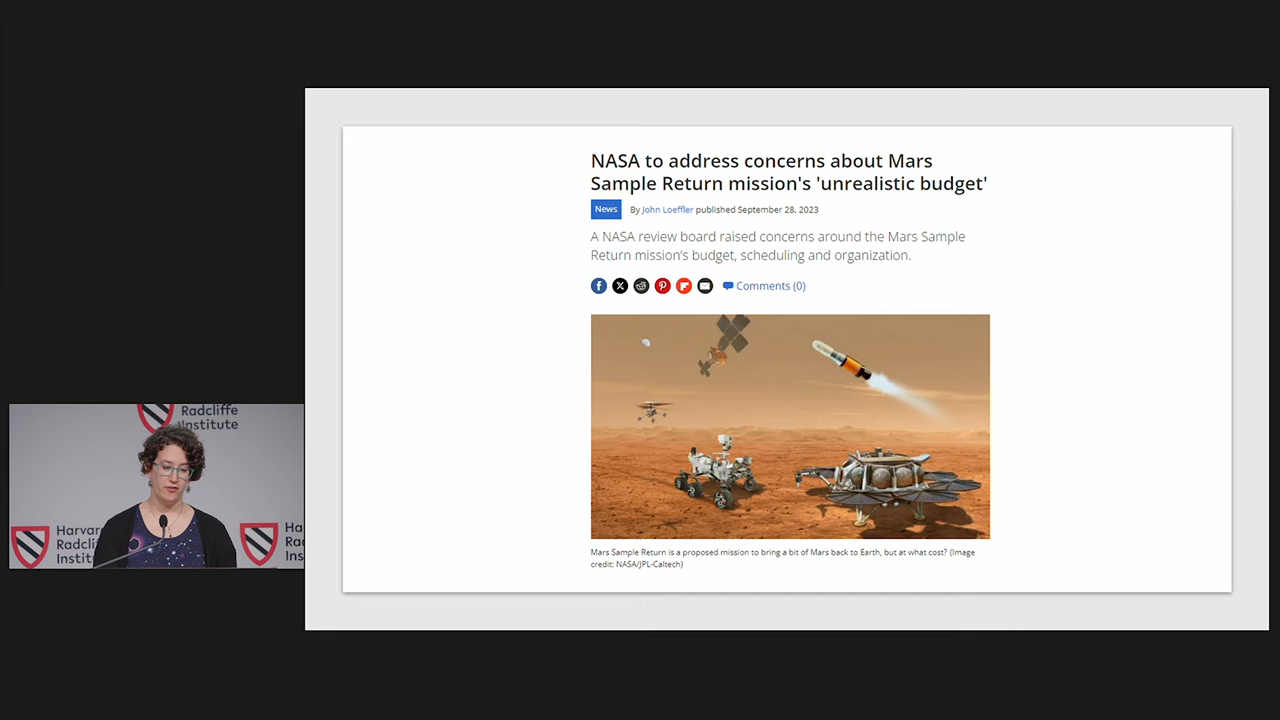 NASA to address concerns about Mars
Sample Return mission's 'unrealistic budget'
News By John Loeffler published September 28, 2023
A NASA review board raised concerns around the Mars Sample
Return mission's budget, scheduling and organization.
Comments (0)
Mars Sample Return is a proposed mission to bring a bit of Mars back to Earth, but at what cost? (Image
credit: NASA/JPL-Caltech)
Radcliffe
Institute
Harvar
Radcli
Institu
Ha
Ra
Ins